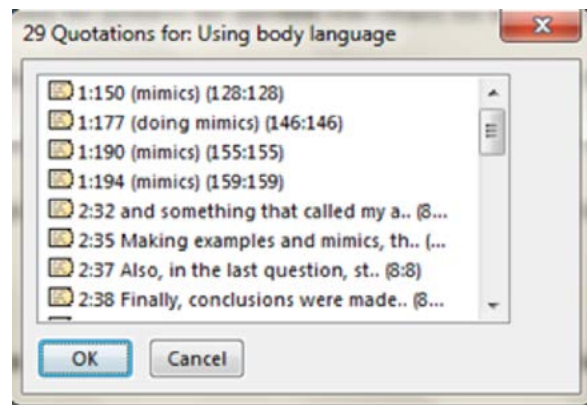 29 Quotations for: Using body language
1:150 (mimics) (128:128)
1:177 (doing mimics) (146:146)
1:190 (mimics) (155:155)
1:194 (mimics) (159:159)
2:32 and something that called my a.. (8...
2:35 Making examples and mimics, th.. (...
2:37 Also, in the last question, st.. (8:8)
2:38 Finally, conclusions were made.. (8...
OK Cancel